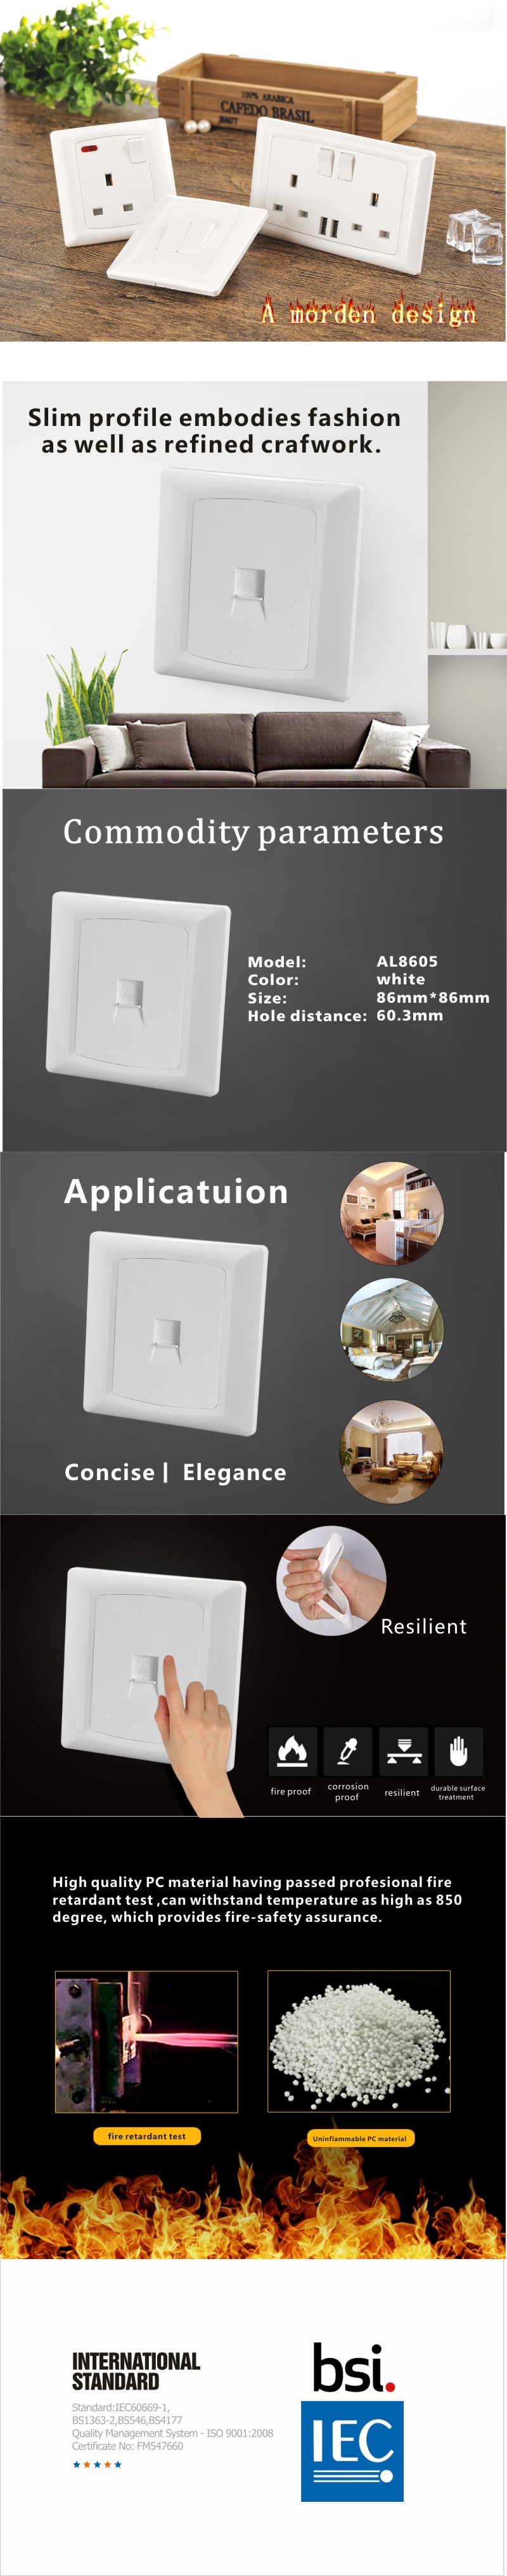 100% ARABICA
CAFEDO BRASIL
A morden design
Slim profile embodies fashion
as well as refined crafwork.
Commodity parameters
Model: AL8605
Color: white
Size: 86mm*86mm
Hole distance: 60.3mm
Applicatuion
Concise | Elegance
Resilient
fire proof
corrosion
proof
resilient
durable surface
treatment
High quality PC material having passed profesional fire
retardant test ,can withstand temperature as high as 850
degree, which provides fire-safety assurance.
fire retardant test
Uninflammable PC material
INTERNATIONAL
STANDARD
Standard:IEC60669-1,
BS1363-2,BS546,BS4177
Quality Management System - ISO 9001:2008
Certificate No: FM547660
bsi.
IEC